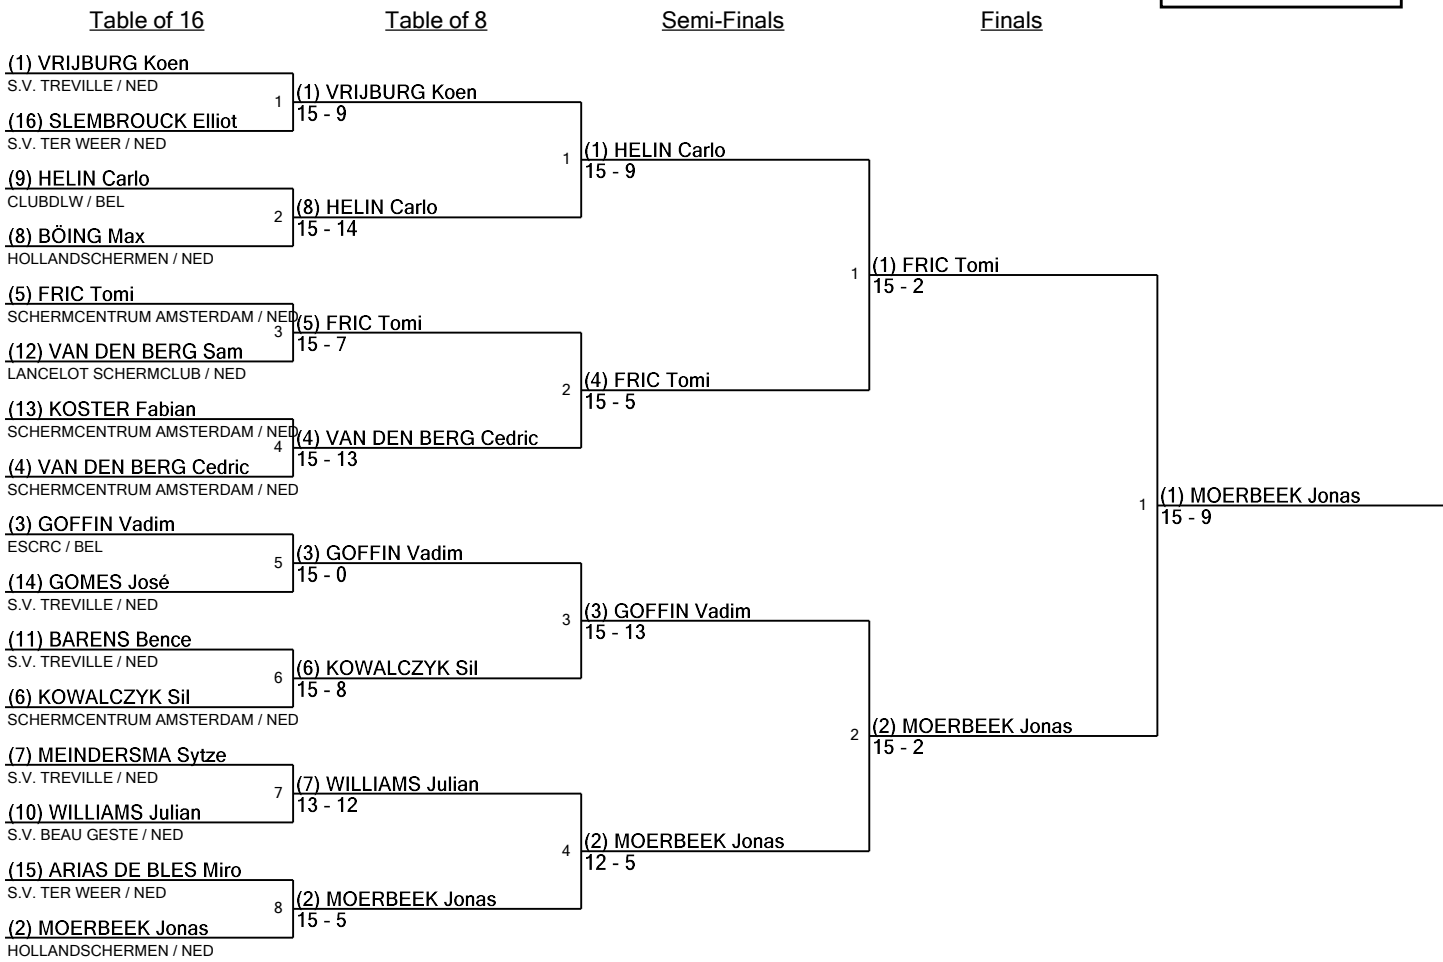 Table of 16
Table of 8
Semi-Finals
Finals
(1) VRIJBURG Koen
S.V. TREVILLE / NED
1
(16) SLEMBROUCK Elliot
S.V. TER WEER / NED
(9) HELIN Carlo
CLUBDLW / BEL
2
(8) BÖING Max
HOLLANDSCHERMEN / NED
(5) FRIC Tomi
SCHERMCENTRUM AMSTERDAM / NED
3
(12) VAN DEN BERG Sam
LANCELOT SCHERMCLUB / NED
(13) KOSTER Fabian
SCHERMCENTRUM AMSTERDAM / NED
4
(4) VAN DEN BERG Cedric
SCHERMCENTRUM AMSTERDAM / NED
(3) GOFFIN Vadim
ESCRC / BEL
5
(14) GOMES José
S.V. TREVILLE / NED
(11) BARENS Bence
S.V. TREVILLE / NED
6
(6) KOWALCZYK Sil
SCHERMCENTRUM AMSTERDAM / NED
(7) MEINDERSMA Sytze
S.V. TREVILLE / NED
7
(10) WILLIAMS Julian
S.V. BEAU GESTE / NED
(15) ARIAS DE BLES Miro
S.V. TER WEER / NED
8
(2) MOERBEEK Jonas
HOLLANDSCHERMEN / NED
(1) VRIJBURG Koen
15 - 9
1
(8) HELIN Carlo
15 - 14
(5) FRIC Tomi
15 - 7
2
(4) VAN DEN BERG Cedric
15 - 13
(3) GOFFIN Vadim
15 - 0
3
(6) KOWALCZYK Sil
15 - 8
(7) WILLIAMS Julian
13 - 12
4
(2) MOERBEEK Jonas
15 - 5
(1) HELIN Carlo
15 - 9
1
(4) FRIC Tomi
15 - 5
(3) GOFFIN Vadim
15 - 13
2
(2) MOERBEEK Jonas
12 - 5
(1) FRIC Tomi
15 - 2
1
(2) MOERBEEK Jonas
15 - 2
(1) MOERBEEK Jonas
15 - 9